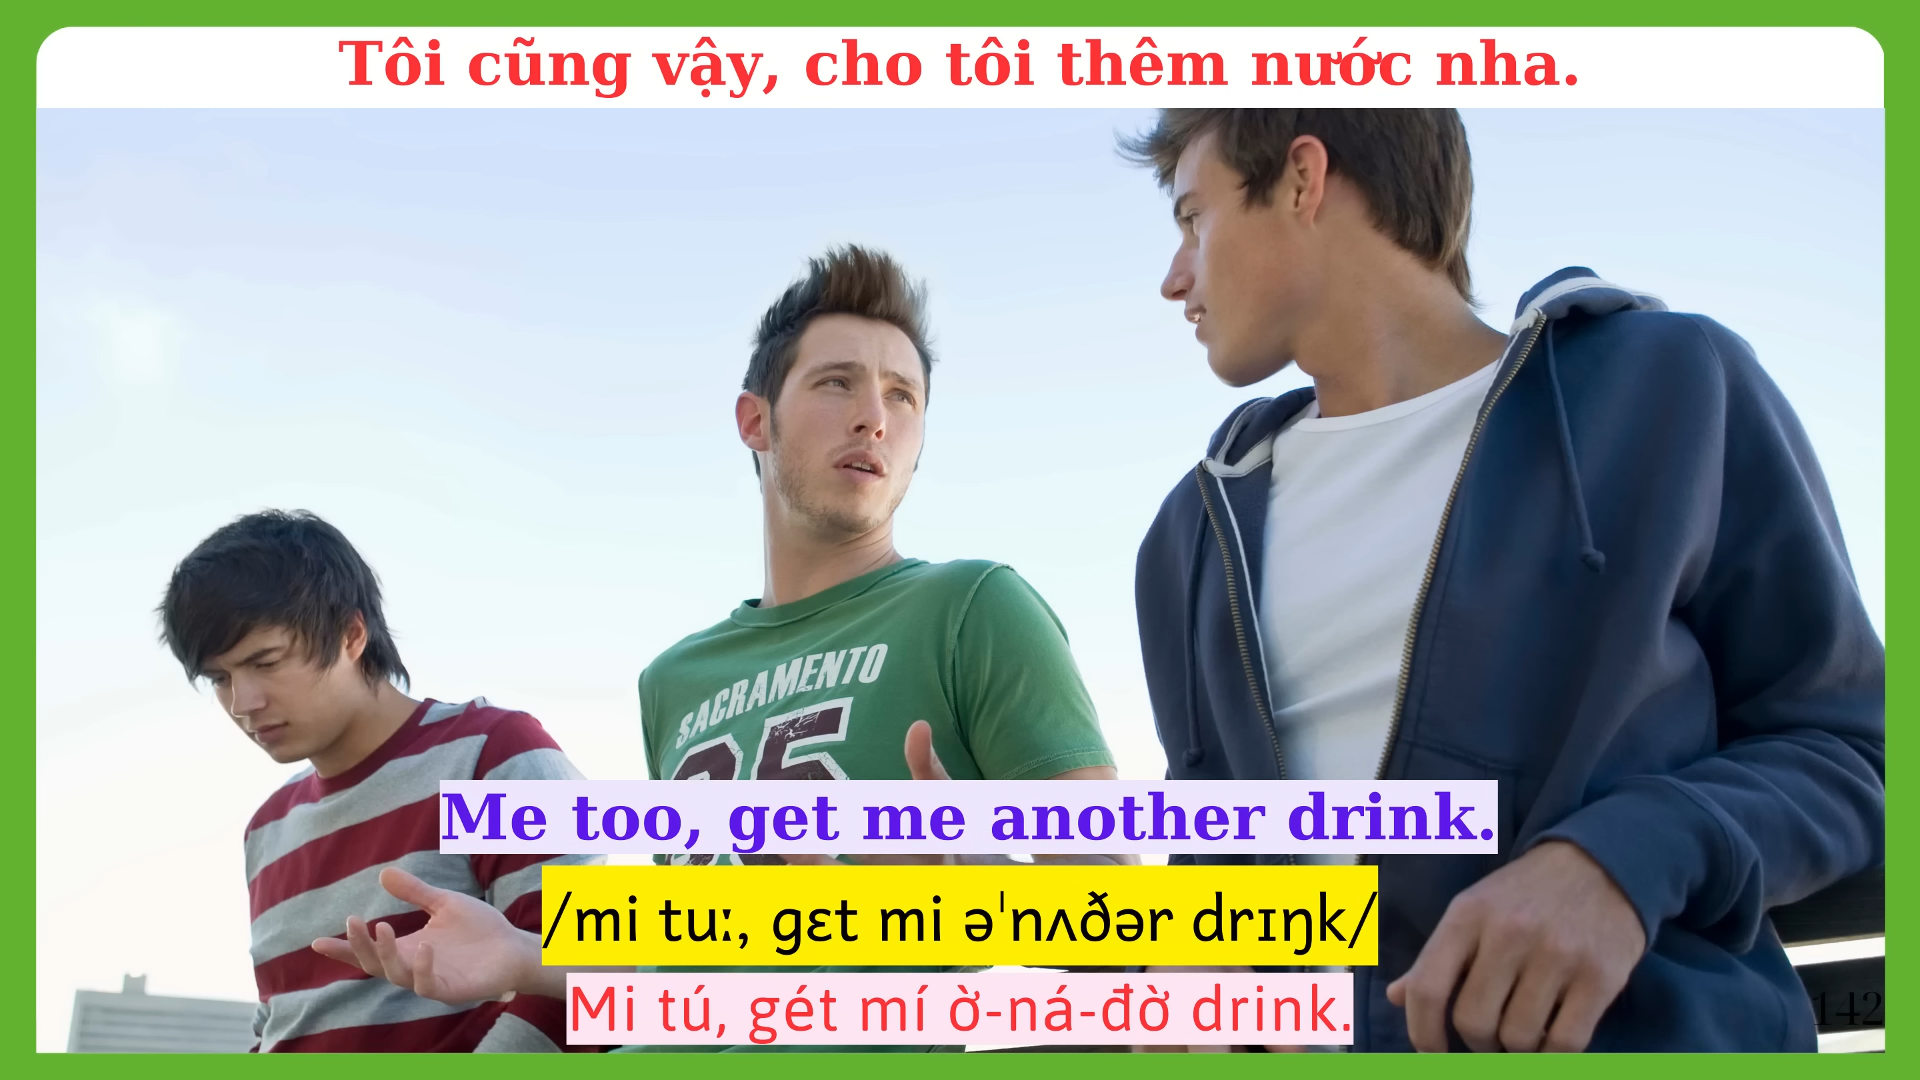 Tôi cũng vậy, cho tôi thêm nước nha.
SACRAMENTO
Me too, get me another drink.
/mi tuː, ɡɛt mi əˈnʌðər drɪŋk/
Mi tú, gét mí ờ-ná-đờ drink.
142